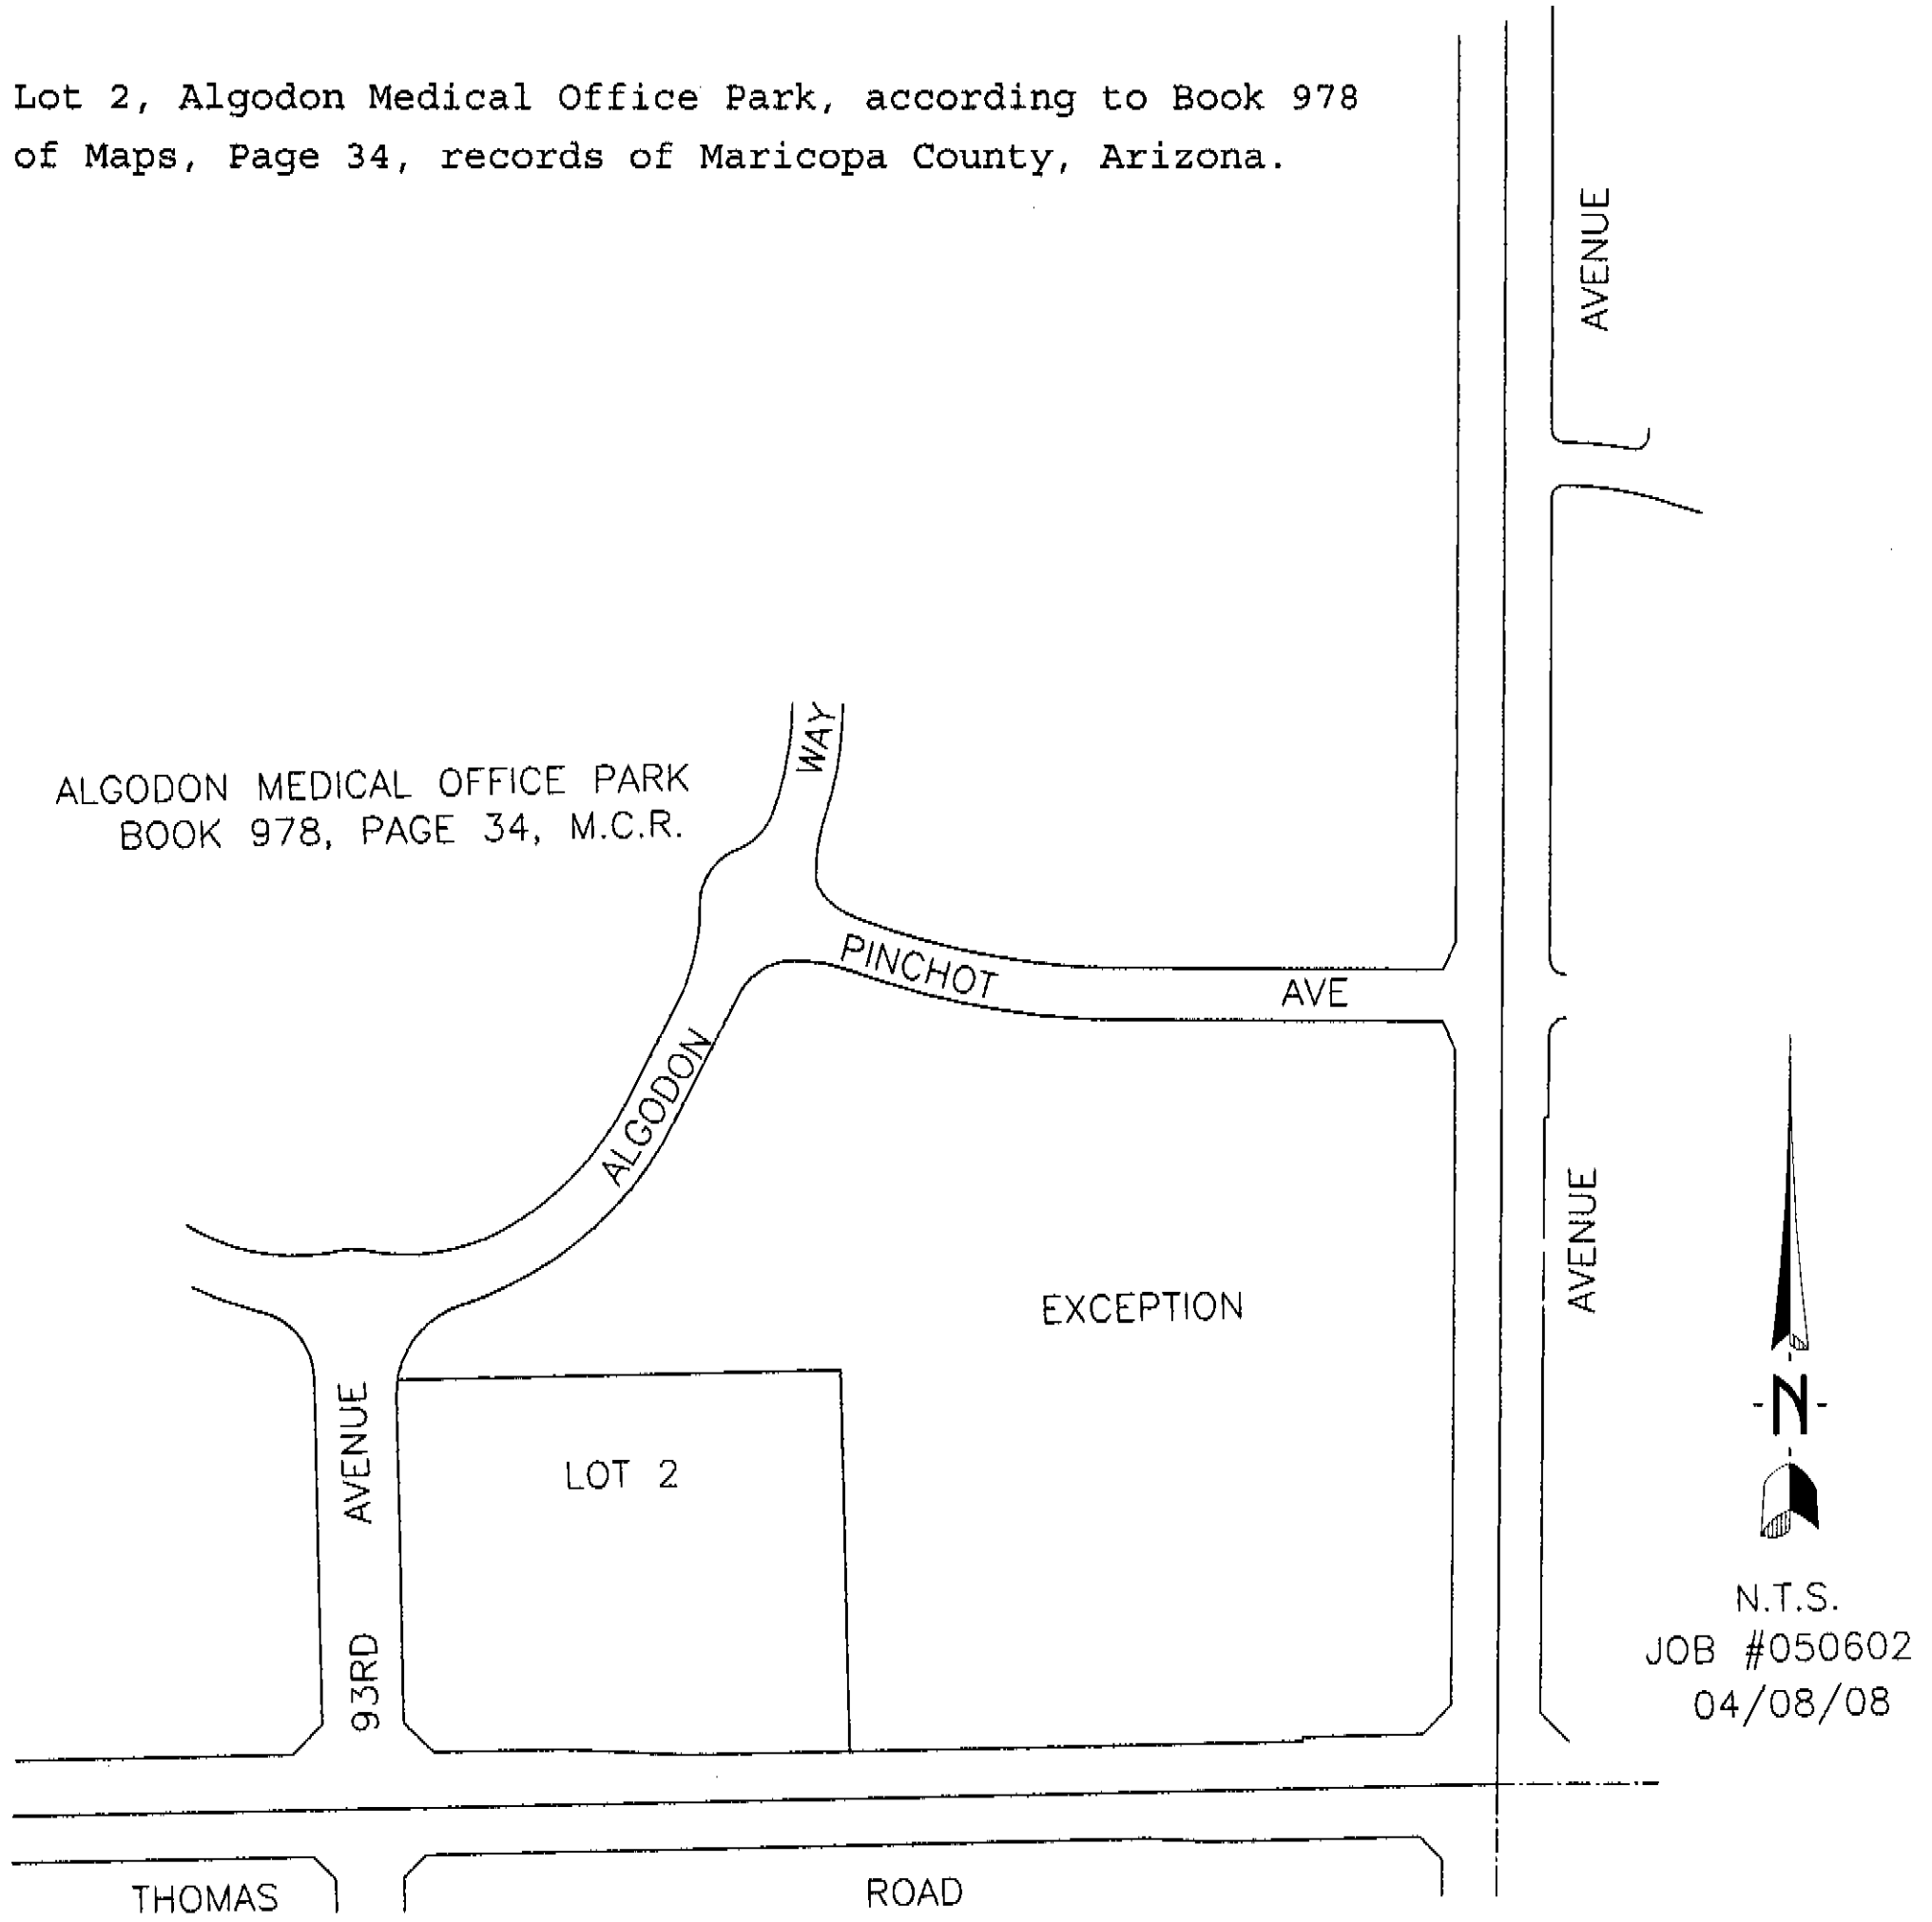 Lot 2, Algodon Medical Office Park, according to Book 978
of Maps, Page 34, records of Maricopa County, Arizona.
AVENUE
WAY
ALGODON MEDICAL OFFICE PARK
BOOK 978, PAGE 34, M.C.R.
PINCHOT
AVE
ALGODON
AVENUE
EXCEPTION
93RD AVENUE
LOT 2
-N-
N.T.S.
JOB #050602
04/08/08
THOMAS ROAD